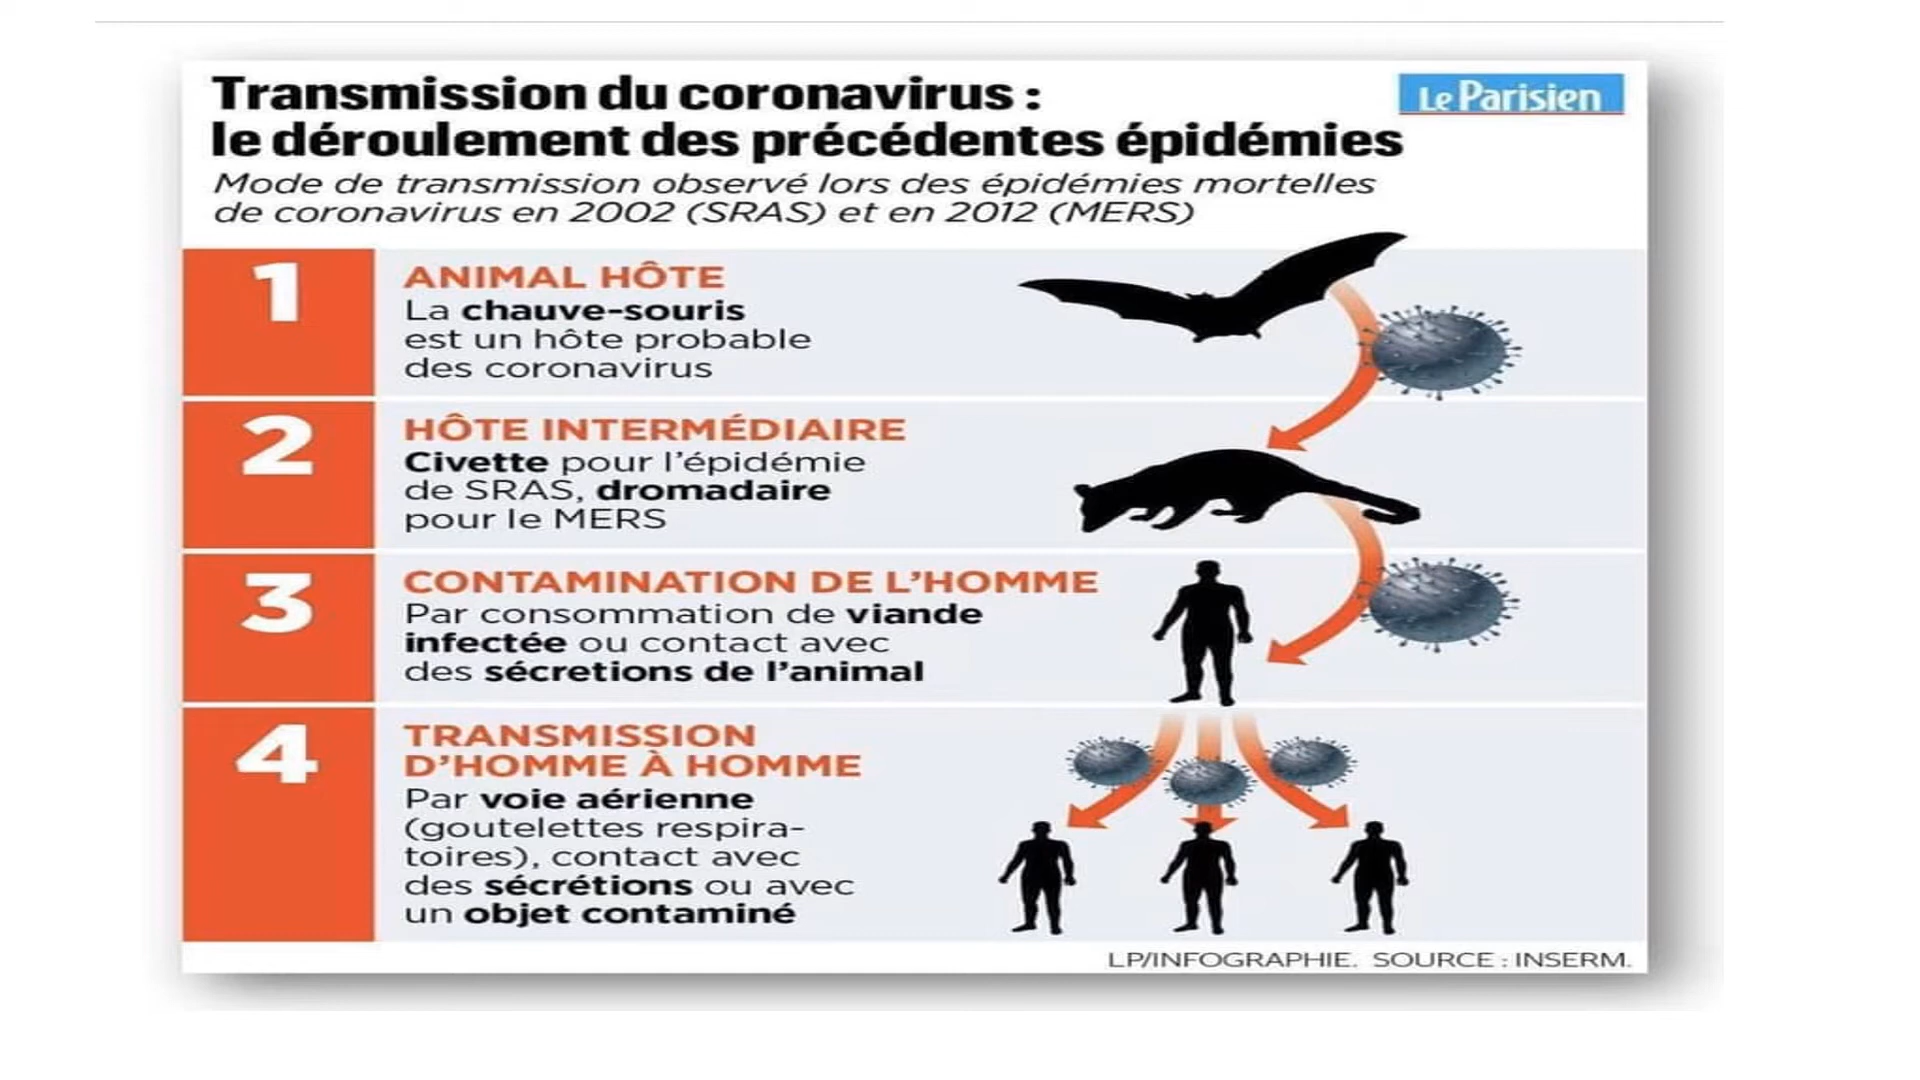 Transmission du coronavirus :
le déroulement des précédentes épidémies
Le Parisien
Mode de transmission observé lors des épidémies mortelles
de coronavirus en 2002 (SRAS) et en 2012 (MERS)
1
ANIMAL HÔTE
La chauve-souris
est un hôte probable
des coronavirus
2
HÔTE INTERMÉDIAIRE
Civette pour l'épidémie
de SRAS, dromadaire
pour le MERS
3
CONTAMINATION DE L'HOMME
Par consommation de viande
infectée ou contact avec
des sécretions de l'animal
4
TRANSMISSION
D'HOMME À HOMME
Par voie aérienne
(goutelettes respira-
toires), contact avec
des sécrétions ou avec
un objet contaminé
LP/INFOGRAPHIE. SOURCE : INSERM.